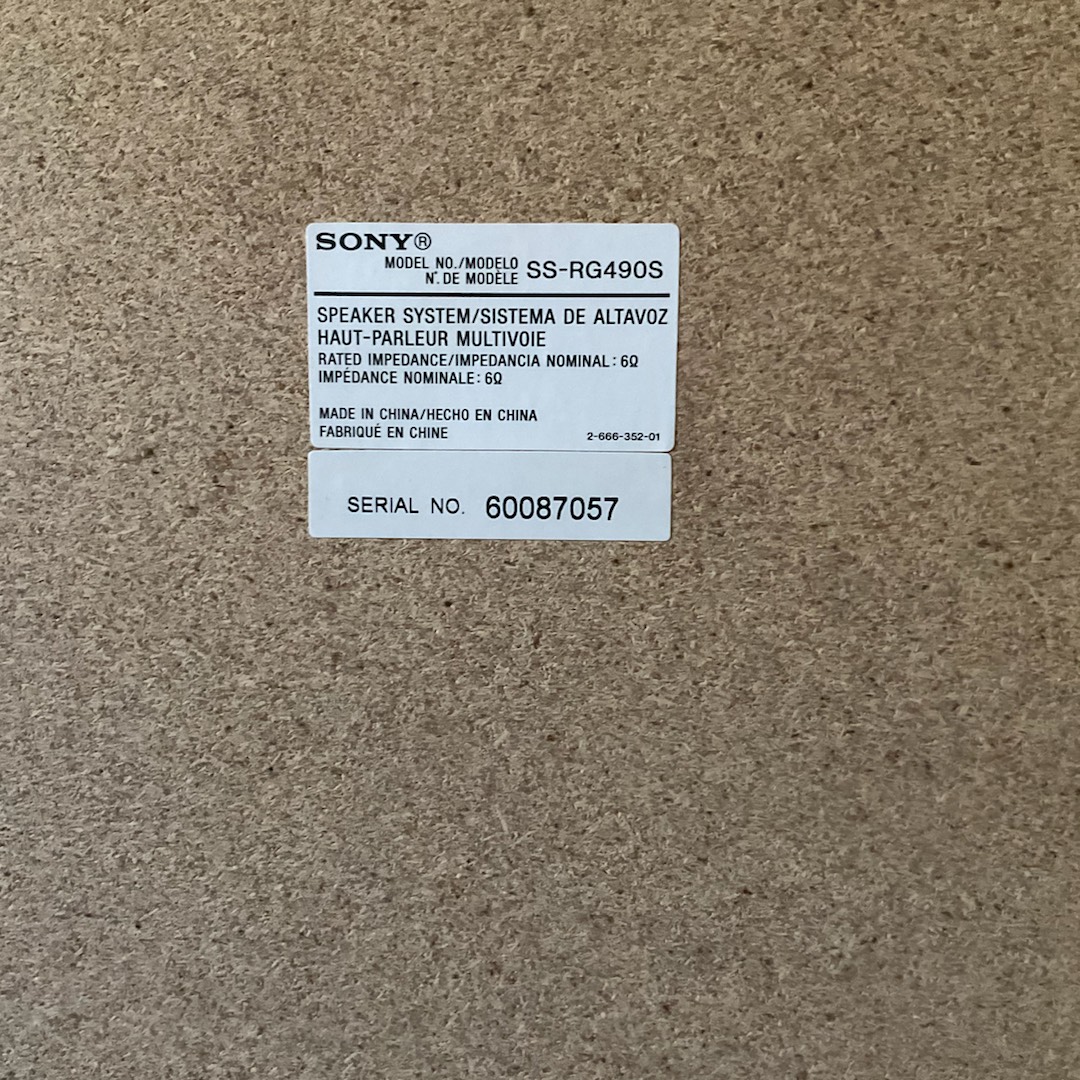 SONY®
MODEL NO./MODELO
N°. DE MODÈLE SS-RG490S
SPEAKER SYSTEM/SISTEMA DE ALTAVOZ
HAUT-PARLEUR MULTIVOIE
RATED IMPEDANCE/IMPEDANCIA NOMINAL: 6Ω
IMPÉDANCE NOMINALE: 6Ω
MADE IN CHINA/HECHO EN CHINA
FABRIQUÉ EN CHINE 2-666-352-01
SERIAL NO. 60087057